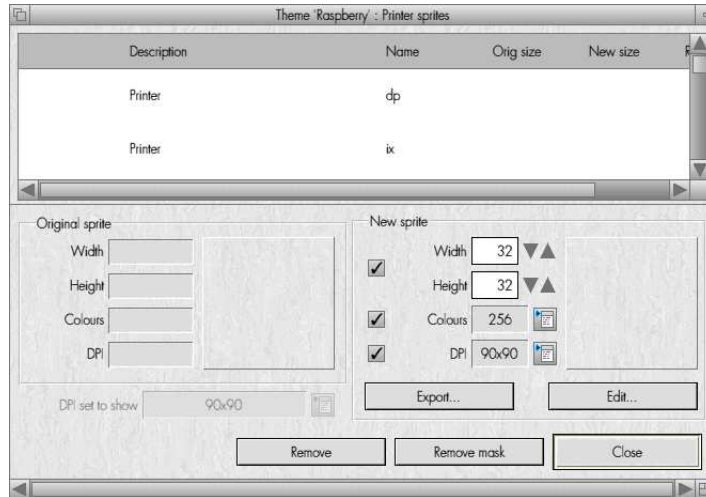 Theme 'Raspberry' : Printer sprites
Description Name Orig size New size
Printer dp
Printer ix
Original sprite
Width
Height
Colours
DPI
DPI set to show 90x90
New sprite
Width 32
Height 32
Colours 256
DPI 90x90
Export... Edit...
Remove Remove mask Close